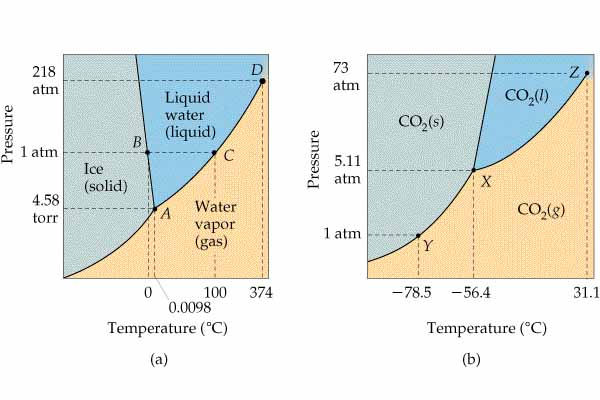 Pressure
218
atm
1 atm
4.58
torr
D
Liquid
water
(liquid)
B
C
Ice
(solid)
A
Water
vapor
(gas)
0
100
374
0.0098
Temperature (°C)
(a)
Pressure
73
atm
5.11
atm
1 atm
Z
CO₂(l)
CO₂(s)
X
CO₂(g)
Y
−78.5
−56.4
31.1
Temperature (°C)
(b)